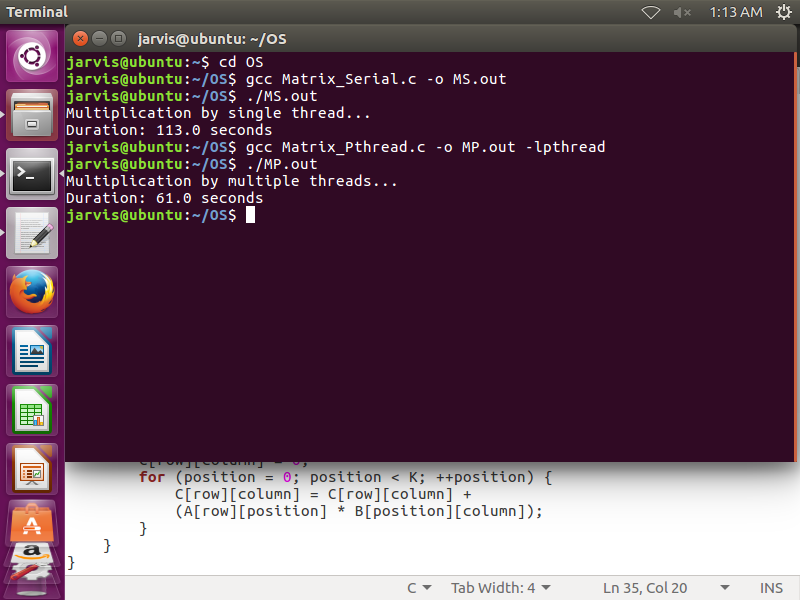 Terminal
1:13 AM
jarvis@ubuntu: ~/OS
jarvis@ubuntu:~$ cd OS
jarvis@ubuntu:~/OS$ gcc Matrix_Serial.c -o MS.out
jarvis@ubuntu:~/OS$ ./MS.out
Multiplication by single thread...
Duration: 113.0 seconds
jarvis@ubuntu:~/OS$ gcc Matrix_Pthread.c -o MP.out -lpthread
jarvis@ubuntu:~/OS$ ./MP.out
Multiplication by multiple threads...
Duration: 61.0 seconds
jarvis@ubuntu:~/OS$
C[row][column] = 0;
for (position = 0; position < K; ++position) {
C[row][column] = C[row][column] +
(A[row][position] * B[position][column]);
}
}
}
C
Tab Width: 4
Ln 35, Col 20
INS